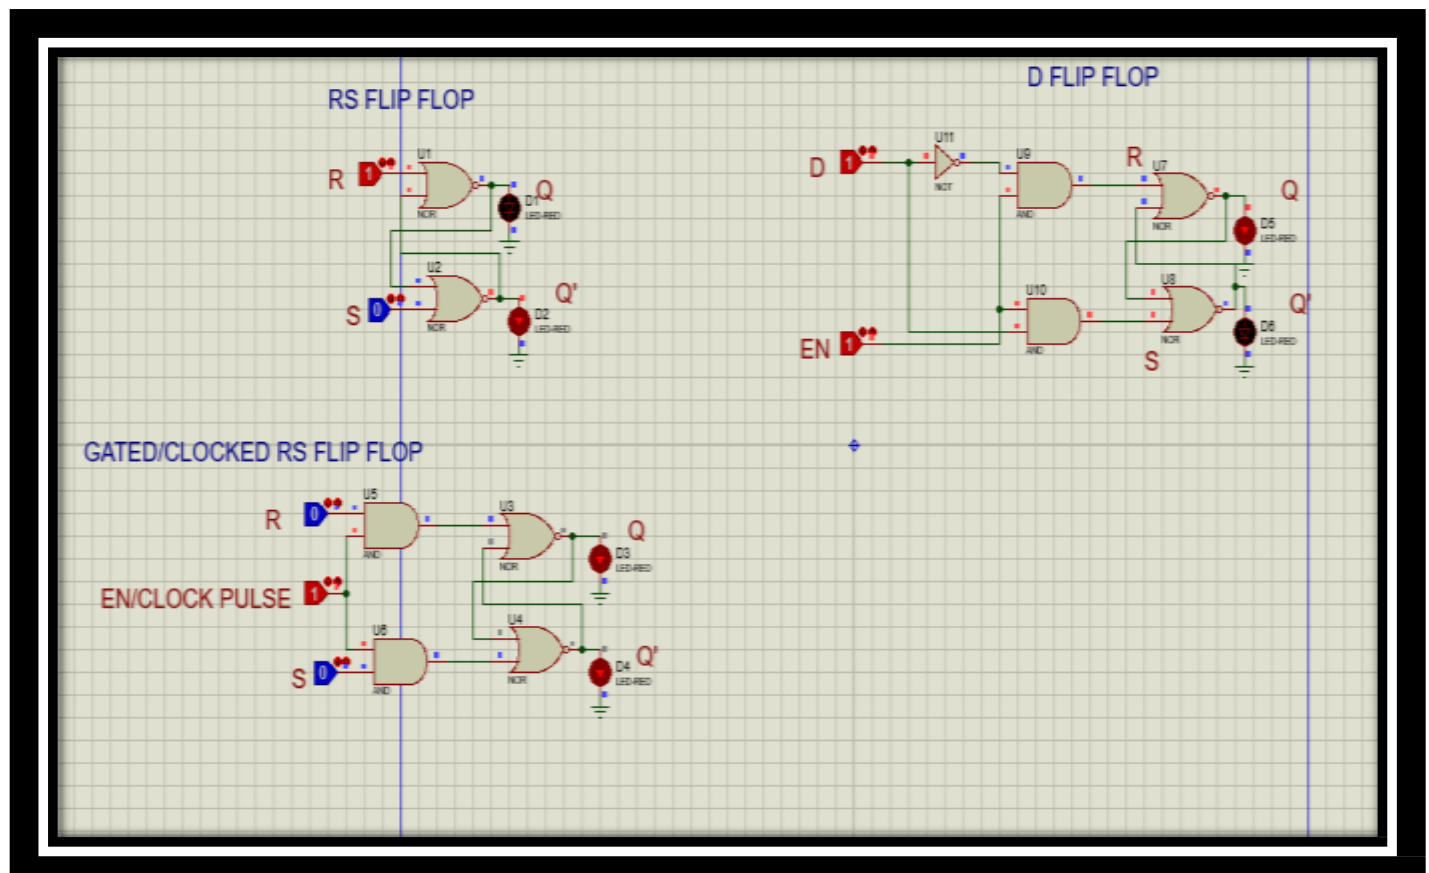 RS FLIP FLOP
R
1
U1
NOR
Q
D1
LED-RED
S
0
U2
NOR
Q'
D2
LED-RED
D FLIP FLOP
D
1
U11
NOT
U9
AND
R
U7
NOR
Q
D5
LED-RED
EN
1
U10
AND
U8
NOR
S
Q'
D6
LED-RED
GATED/CLOCKED RS FLIP FLOP
R
0
U5
AND
U3
NOR
Q
D3
LED-RED
EN/CLOCK PULSE
1
S
0
U6
AND
U4
NOR
Q'
D4
LED-RED